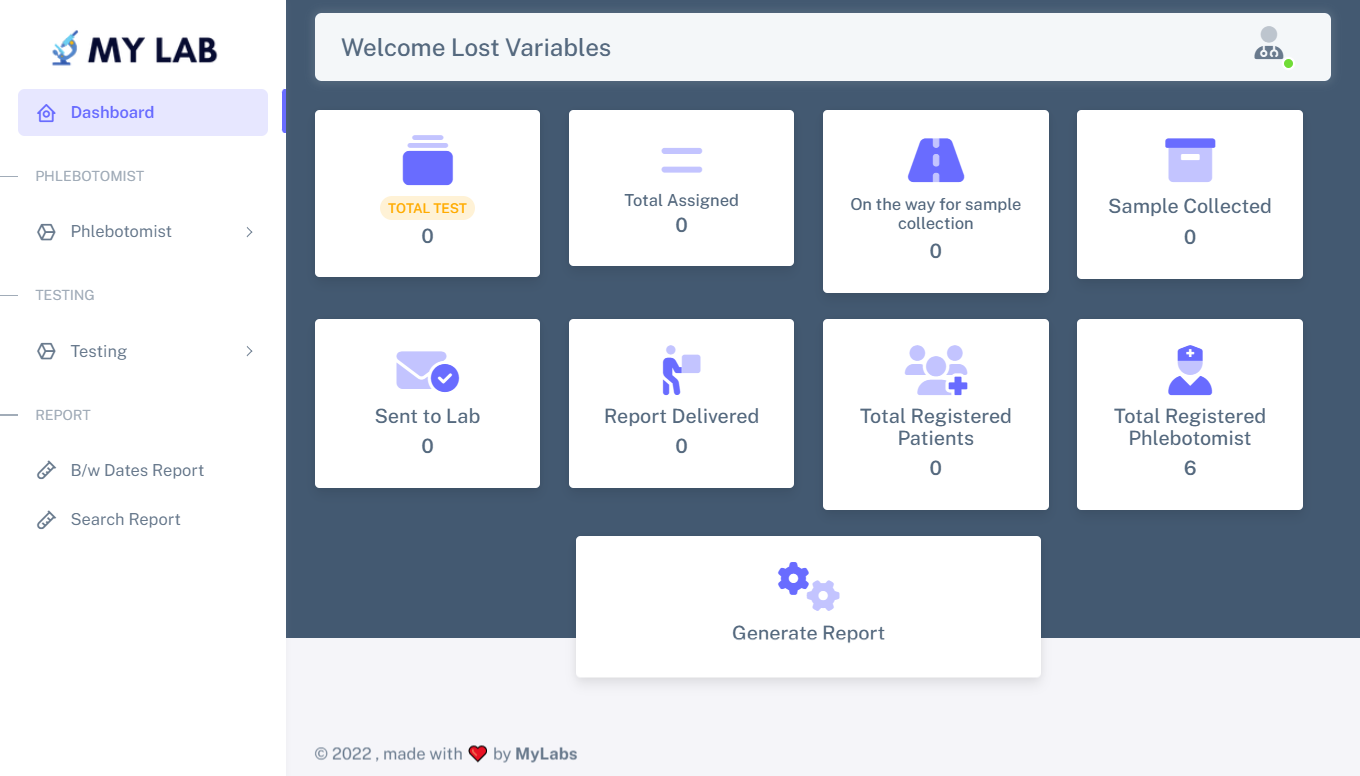 MY LAB
Dashboard
PHLEBOTOMIST
Phlebotomist
TESTING
Testing
REPORT
B/w Dates Report
Search Report
Welcome Lost Variables
TOTAL TEST
0
Total Assigned
0
On the way for sample
collection
0
Sample Collected
0
Sent to Lab
0
Report Delivered
0
Total Registered
Patients
0
Total Registered
Phlebotomist
6
Generate Report
© 2022 , made with ❤️ by MyLabs